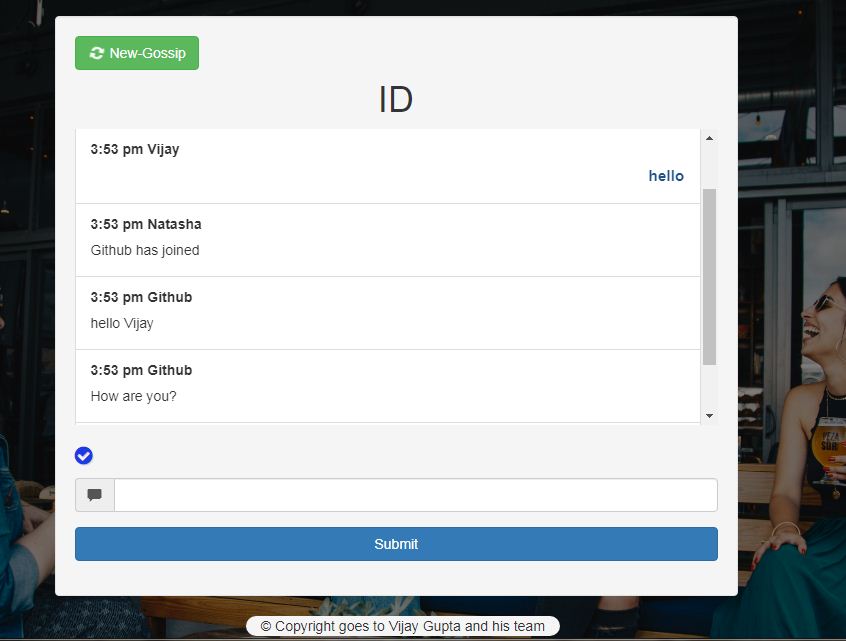 New-Gossip
ID
3:53 pm Vijay
hello
3:53 pm Natasha
Github has joined
3:53 pm Github
hello Vijay
3:53 pm Github
How are you?
Submit
© Copyright goes to Vijay Gupta and his team